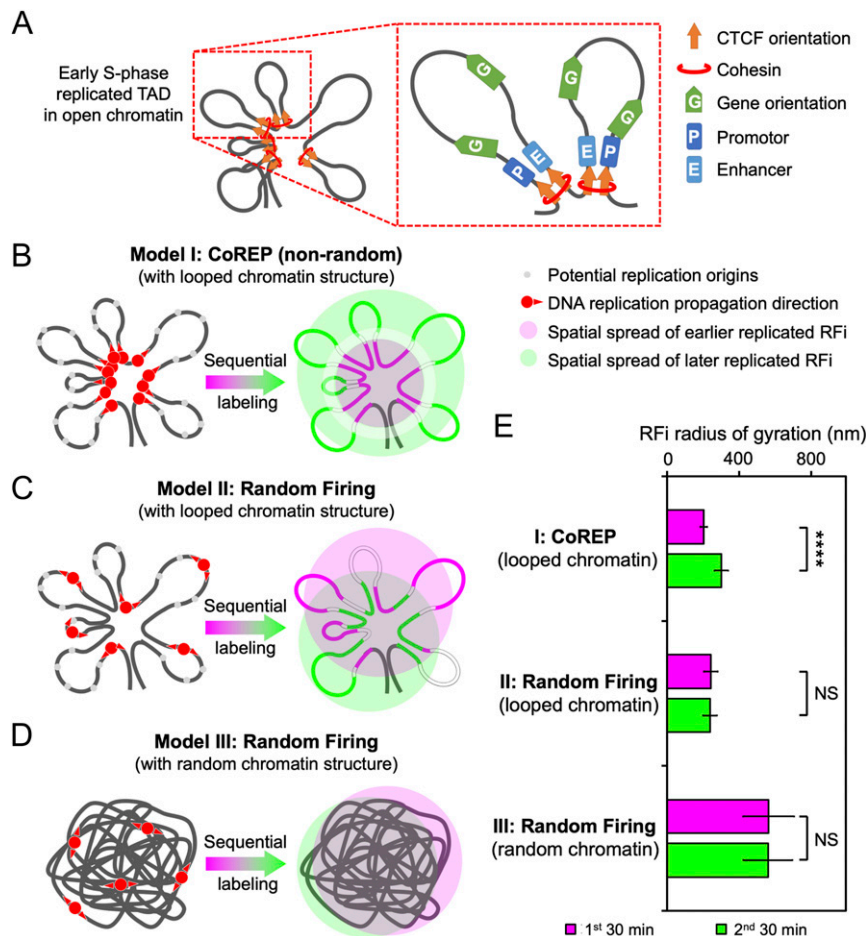 A
Early S-phase
replicated TAD
in open chromatin
G
G
P
E
G
G
E
P
CTCF orientation
Cohesin
G Gene orientation
P Promotor
E Enhancer
B
Model I: CoREP (non-random)
(with looped chromatin structure)
Sequential
labeling
Potential replication origins
DNA replication propagation direction
Spatial spread of earlier replicated RFi
Spatial spread of later replicated RFi
C
Model II: Random Firing
(with looped chromatin structure)
Sequential
labeling
D
Model III: Random Firing
(with random chromatin structure)
Sequential
labeling
E
RFi radius of gyration (nm)
0 400 800
I: CoREP
(looped chromatin)
****
II: Random Firing
(looped chromatin)
NS
III: Random Firing
(random chromatin)
NS
1st 30 min 2nd 30 min